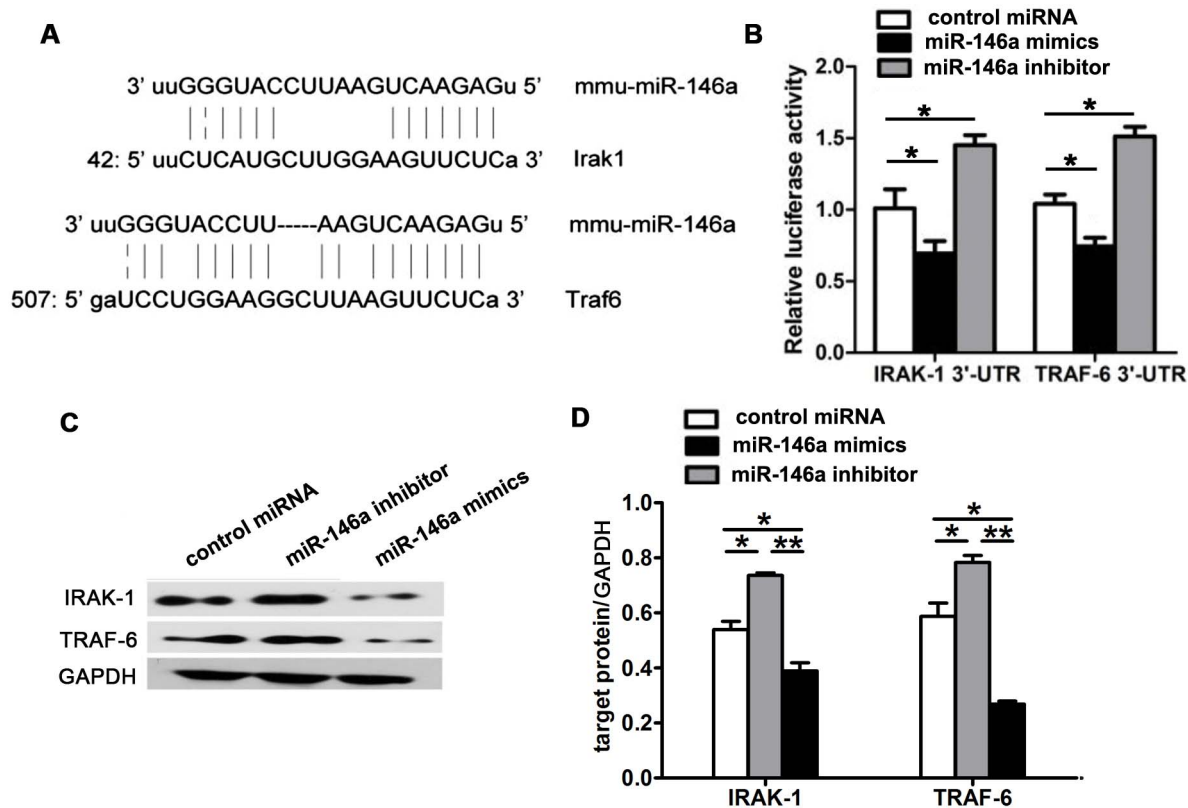 A
3' uuGGGUACCUUAAGUCAAGAGu 5' mmu-miR-146a
42: 5' uuCUCAUGCUUGGAAGUUCUCa 3' Irak1
3' uuGGGUACCUU-----AAGUCAAGAGu 5' mmu-miR-146a
507: 5' gaUCCUGGAAGGCUUAAGUUCUCa 3' Traf6
B
control miRNA
miR-146a mimics
miR-146a inhibitor
Relative luciferase activity
2.0
1.5
1.0
0.5
0.0
* * * *
IRAK-1 3'-UTR TRAF-6 3'-UTR
C
control miRNA
miR-146a inhibitor
miR-146a mimics
IRAK-1
TRAF-6
GAPDH
D
control miRNA
miR-146a mimics
miR-146a inhibitor
target protein/GAPDH
1.0
0.8
0.6
0.4
0.2
0.0
* * ** * * **
IRAK-1 TRAF-6